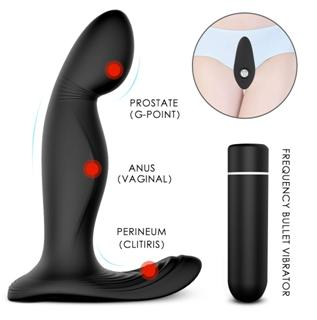 PROSTATE
(G-POINT)
ANUS
(VAGINAL)
PERINEUM
(CLITIRIS)
FREQUENCY BULLET VIBRATOR